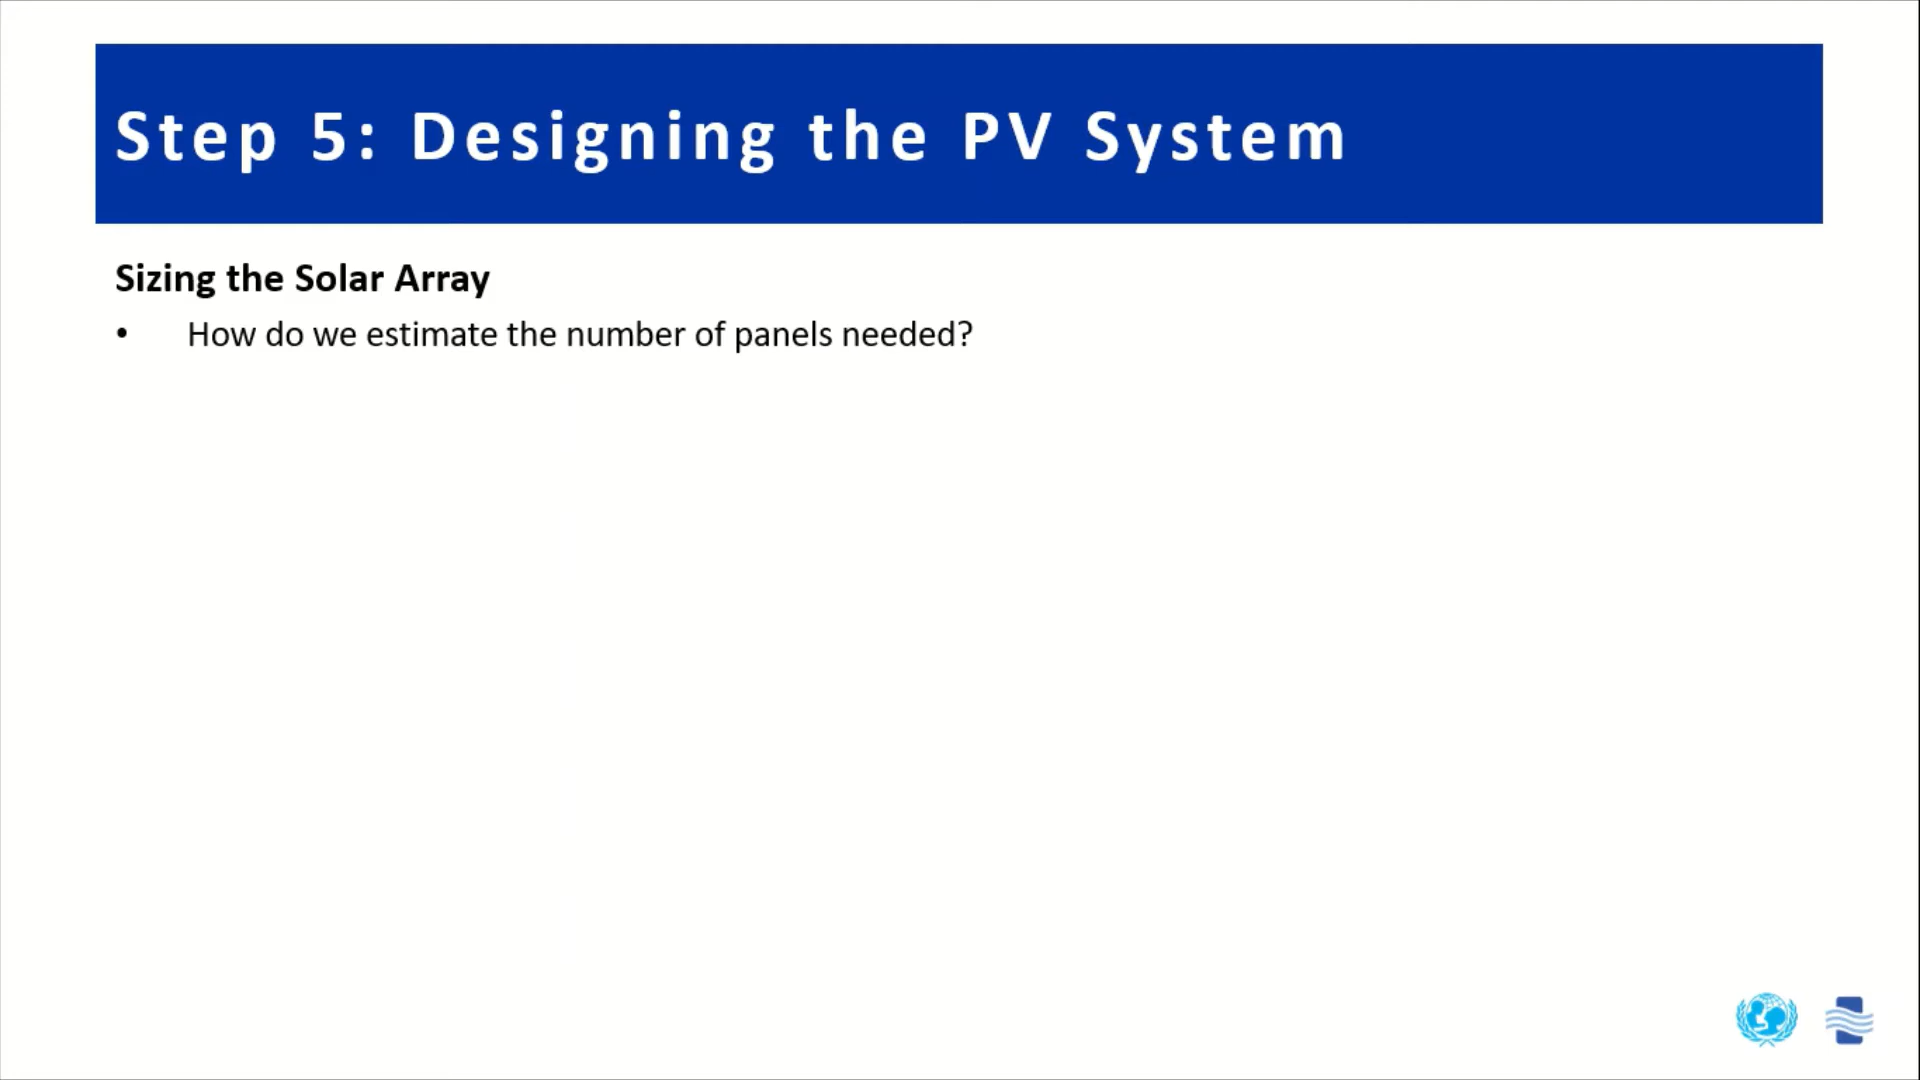 Step 5: Designing the PV System
Sizing the Solar Array
• How do we estimate the number of panels needed?